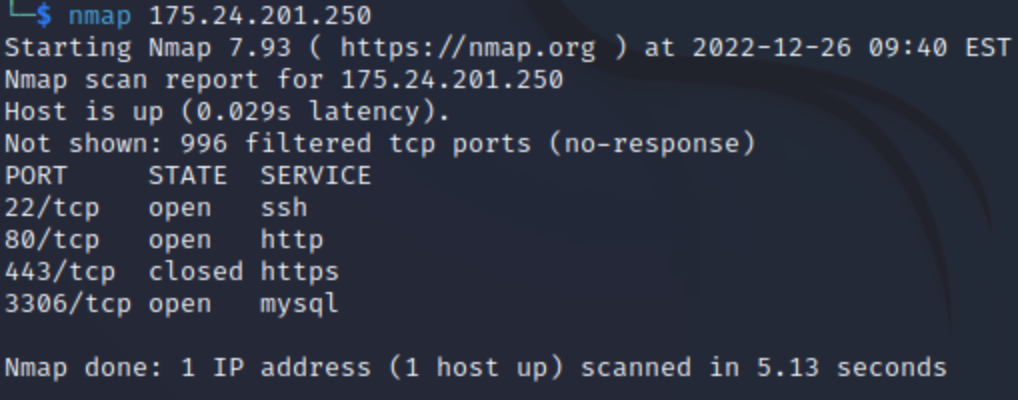 └─$ nmap 175.24.201.250
Starting Nmap 7.93 ( https://nmap.org ) at 2022-12-26 09:40 EST
Nmap scan report for 175.24.201.250
Host is up (0.029s latency).
Not shown: 996 filtered tcp ports (no-response)
PORT     STATE  SERVICE
22/tcp   open   ssh
80/tcp   open   http
443/tcp  closed https
3306/tcp open   mysql
Nmap done: 1 IP address (1 host up) scanned in 5.13 seconds